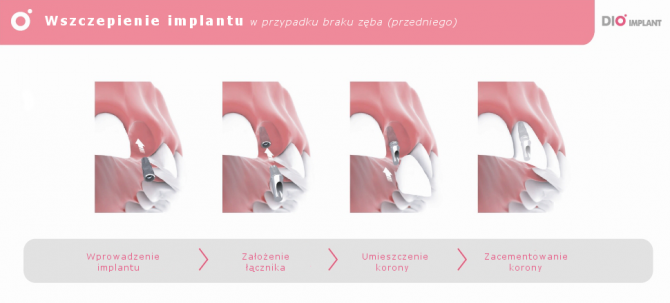 Wszczepienie implantu w przypadku braku zęba (przedniego)
DIO IMPLANT
Wprowadzenie
implantu
Założenie
łącznika
Umieszczenie
korony
Zacementowanie
korony